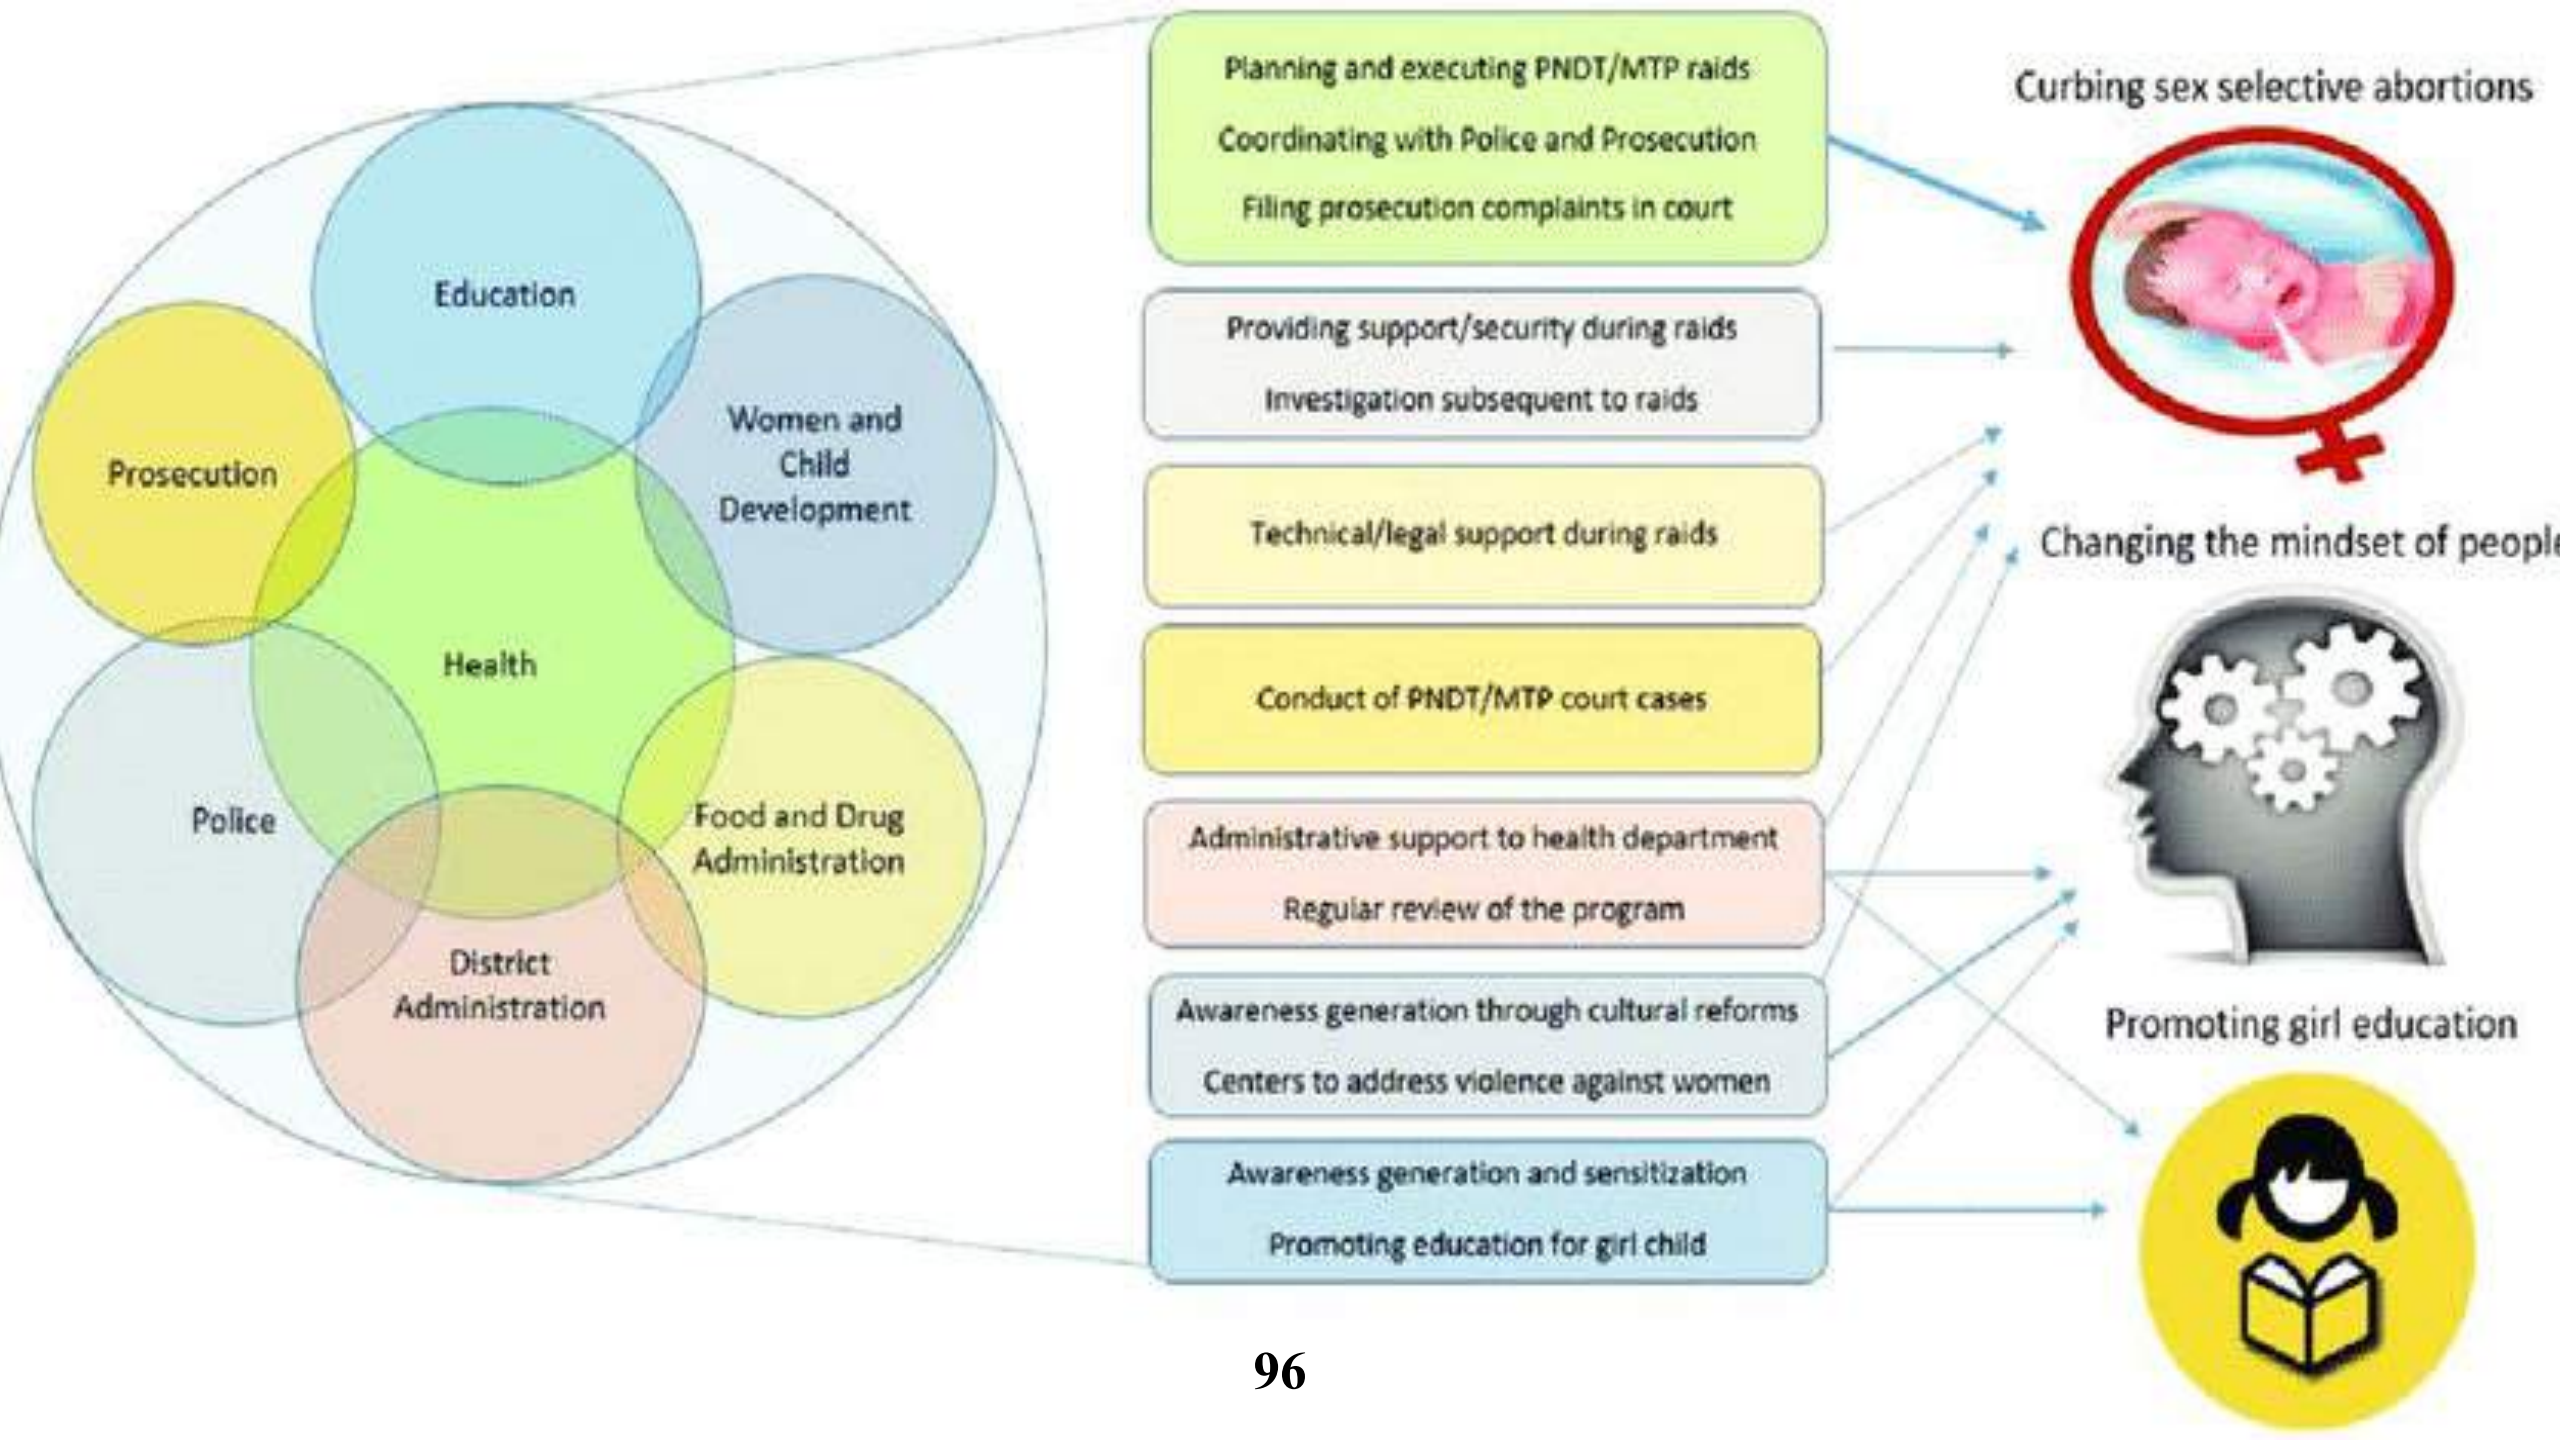 Education
Prosecution
Women and
Child
Development
Health
Police
Food and Drug
Administration
District
Administration
Planning and executing PNDT/MTP raids
Coordinating with Police and Prosecution
Filing prosecution complaints in court
Providing support/security during raids
Investigation subsequent to raids
Technical/legal support during raids
Conduct of PNDT/MTP court cases
Administrative support to health department
Regular review of the program
Awareness generation through cultural reforms
Centers to address violence against women
Awareness generation and sensitization
Promoting education for girl child
Curbing sex selective abortions
Changing the mindset of people
Promoting girl education
96